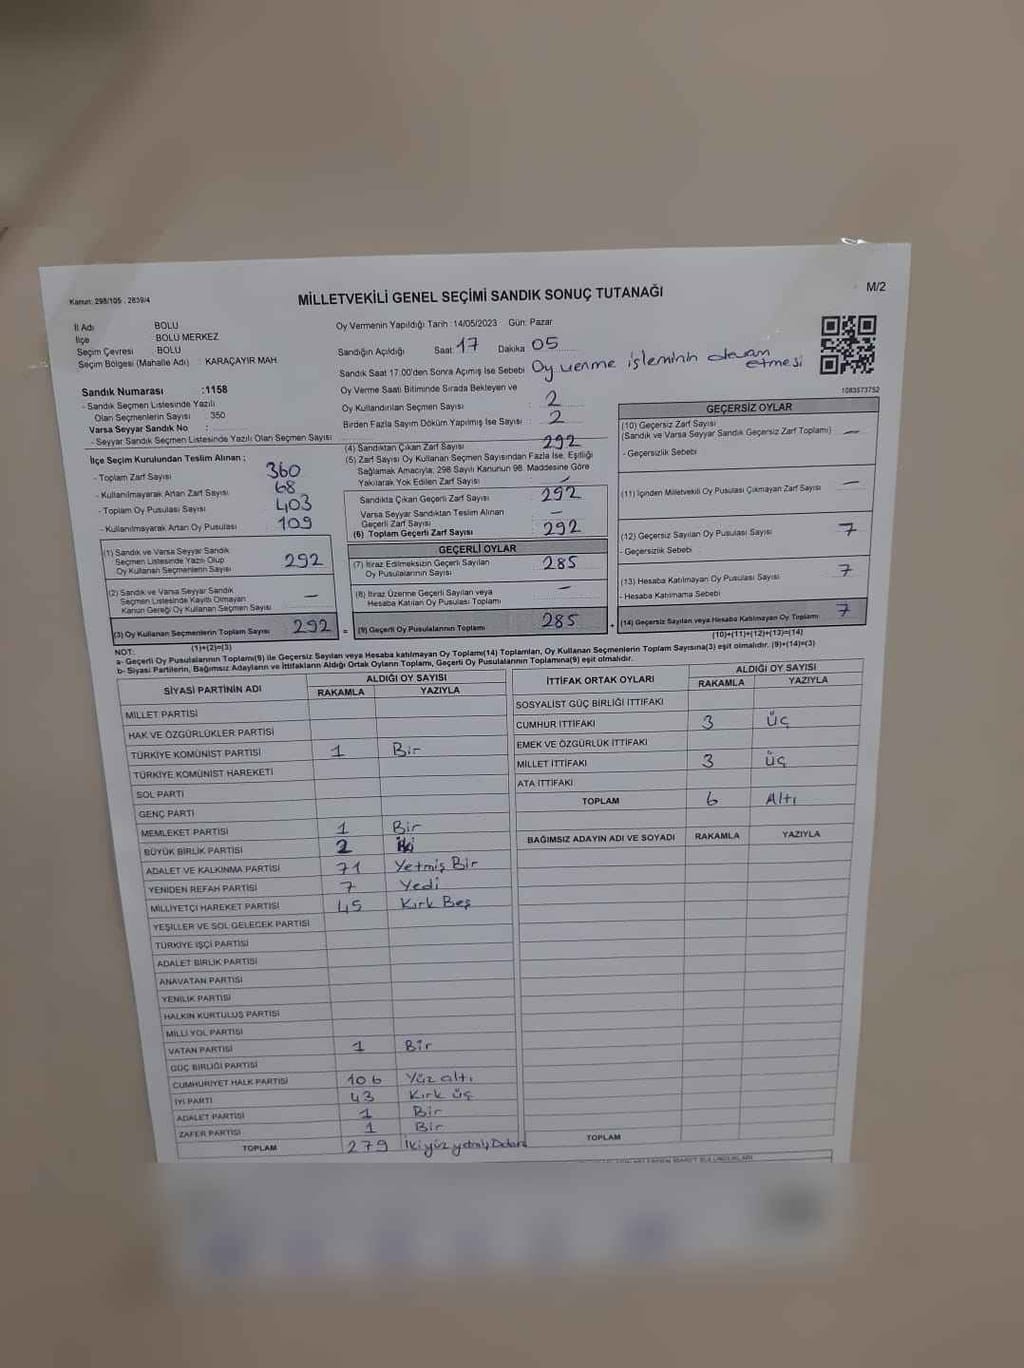 Kanun: 298/105 , 2839/4
MİLLETVEKİLİ GENEL SEÇİMİ SANDIK SONUÇ TUTANAĞI
M/2
İl Adı BOLU
İlçe BOLU MERKEZ
Seçim Çevresi BOLU
Seçim Bölgesi (Mahalle Adı) : KARAÇAYIR MAH.
Sandık Numarası :1158
- Sandık Seçmen Listesinde Yazılı
Olan Seçmenlerin Sayısı : 350
Varsa Seyyar Sandık No :
- Seyyar Sandık Seçmen Listesinde Yazılı Olan Seçmen Sayısı
Oy Vermenin Yapıldığı Tarih : 14/05/2023 Gün: Pazar
Sandığın Açıldığı Saat 17 Dakika 05
Sandık Saat 17:00'den Sonra Açılmış İse Sebebi Oy verme işleminin devam etmesi
Oy Verme Saati Bitiminde Sırada Bekleyen ve
Oy Kullandırılan Seçmen Sayısı : 2
Birden Fazla Sayım Döküm Yapılmış İse Sayısı : 2
1083573752
İlçe Seçim Kurulundan Teslim Alınan ;
- Toplam Zarf Sayısı 360
- Kullanılmayarak Artan Zarf Sayısı 68
- Toplam Oy Pusulası Sayısı 403
- Kullanılmayarak Artan Oy Pusulası 109
(1) Sandık ve Varsa Seyyar Sandık
Seçmen Listesinde Yazılı Olup
Oy Kullanan Seçmenlerin Sayısı 292
(2) Sandık ve Varsa Seyyar Sandık
Seçmen Listesinde Kayıtlı Olmayan
Kanun Gereği Oy Kullanan Seçmen Sayısı —
(3) Oy Kullanan Seçmenlerin Toplam Sayısı 292
(1)+(2)=(3)
(4) Sandıktan Çıkan Zarf Sayısı 292
(5) Zarf Sayısı Oy Kullanan Seçmen Sayısından Fazla İse, Eşitliği
Sağlamak Amacıyla; 298 Sayılı Kanunun 98. Maddesine Göre
Yakılarak Yok Edilen Zarf Sayısı —
Sandıkta Çıkan Geçerli Zarf Sayısı 292
Varsa Seyyar Sandıktan Teslim Alınan
Geçerli Zarf Sayısı —
(6) Toplam Geçerli Zarf Sayısı 292
GEÇERLİ OYLAR
(7) İtiraz Edilmeksizin Geçerli Sayılan
Oy Pusulalarının Sayısı 285
(8) İtiraz Üzerine Geçerli Sayılan veya
Hesaba Katılan Oy Pusulası Toplamı —
= (9) Geçerli Oy Pusulalarının Toplamı 285 +
GEÇERSİZ OYLAR
(10) Geçersiz Zarf Sayısı
(Sandık ve Varsa Seyyar Sandık Geçersiz Zarf Toplamı) —
- Geçersizlik Sebebi
(11) İçinden Milletvekili Oy Pusulası Çıkmayan Zarf Sayısı —
(12) Geçersiz Sayılan Oy Pusulası Sayısı 7
- Geçersizlik Sebebi
(13) Hesaba Katılmayan Oy Pusulası Sayısı 7
- Hesaba Katılmama Sebebi
(14) Geçersiz Sayılan veya Hesaba Katılmayan Oy Toplamı 7
(10)+(11)+(12)+(13)=(14)
NOT:
a- Geçerli Oy Pusulalarının Toplamı(9) ile Geçersiz Sayılan veya Hesaba katılmayan Oy Toplamı(14) Toplamları, Oy Kullanan Seçmenlerin Toplam Sayısına(3) eşit olmalıdır. (9)+(14)=(3)
b- Siyasi Partilerin, Bağımsız Adayların ve İttifakların Aldığı Ortak Oyların Toplamı, Geçerli Oy Pusulalarının Toplamına(9) eşit olmalıdır.
SİYASİ PARTİNİN ADI ALDIĞI OY SAYISI
RAKAMLA YAZIYLA
MİLLET PARTİSİ
HAK VE ÖZGÜRLÜKLER PARTİSİ
TÜRKİYE KOMÜNİST PARTİSİ 1 Bir
TÜRKİYE KOMÜNİST HAREKETİ
SOL PARTİ
GENÇ PARTİ
MEMLEKET PARTİSİ 1 Bir
BÜYÜK BİRLİK PARTİSİ 2 İki
ADALET VE KALKINMA PARTİSİ 71 Yetmiş Bir
YENİDEN REFAH PARTİSİ 7 Yedi
MİLLİYETÇİ HAREKET PARTİSİ 45 Kırk Beş
YEŞİLLER VE SOL GELECEK PARTİSİ
TÜRKİYE İŞÇİ PARTİSİ
ADALET BİRLİK PARTİSİ
ANAVATAN PARTİSİ
YENİLİK PARTİSİ
HALKIN KURTULUŞ PARTİSİ
MİLLİ YOL PARTİSİ
VATAN PARTİSİ 1 Bir
GÜÇ BİRLİĞİ PARTİSİ
CUMHURİYET HALK PARTİSİ 106 Yüz altı
İYİ PARTİ 43 Kırk üç
ADALET PARTİSİ 1 Bir
ZAFER PARTİSİ 1 Bir
TOPLAM 279 İkiyüz
İTTİFAK ORTAK OYLARI ALDIĞI OY SAYISI
RAKAMLA YAZIYLA
SOSYALİST GÜÇ BİRLİĞİ İTTİFAKI
CUMHUR İTTİFAKI 3 üç
EMEK VE ÖZGÜRLÜK İTTİFAKI
MİLLET İTTİFAKI 3 üç
ATA İTTİFAKI
TOPLAM 6 Altı
BAĞIMSIZ ADAYIN ADI VE SOYADI RAKAMLA YAZIYLA
TOPLAM